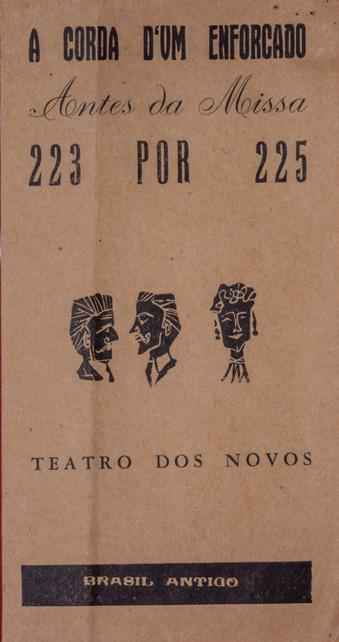 A CORDA D'UM ENFORCADO
Antes da Missa
223 POR 225
TEATRO DOS NOVOS
BRASIL ANTIGO